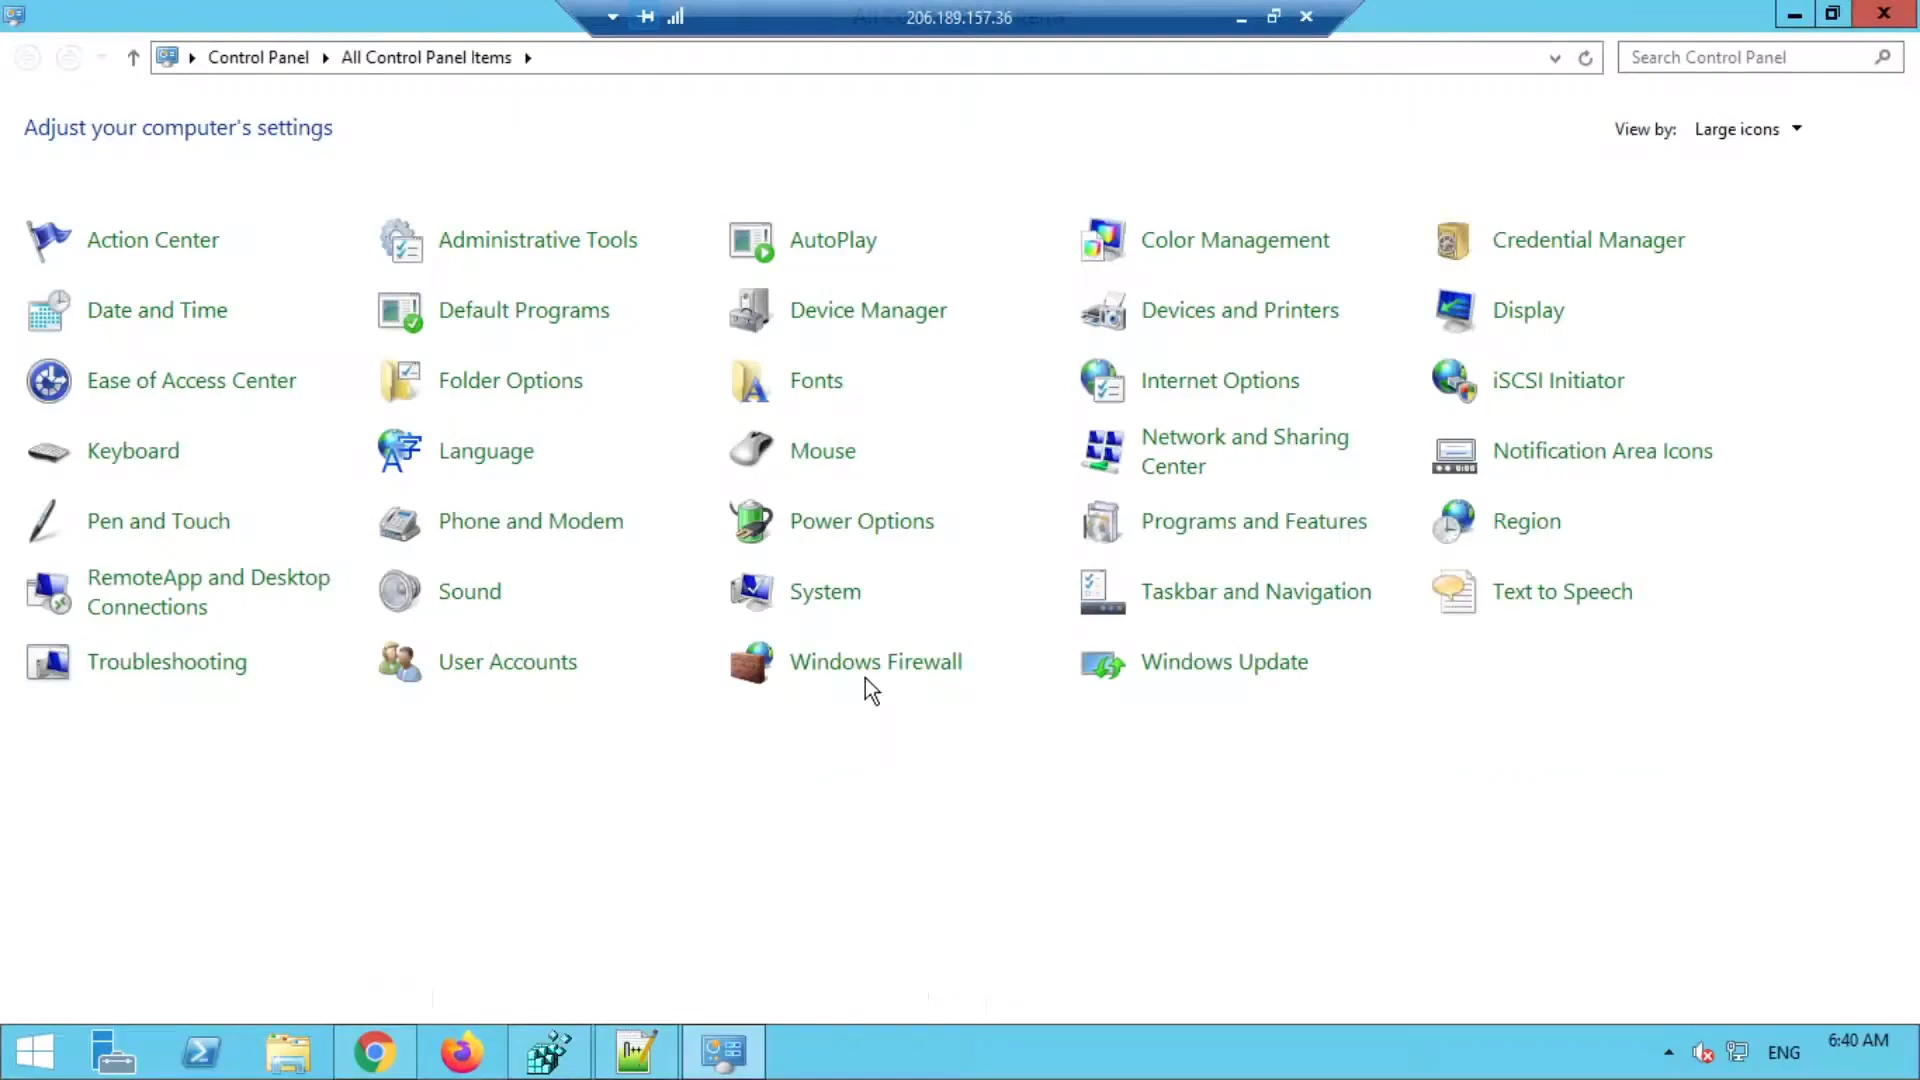 206.189.157.36
Control Panel
All Control Panel Items
Search Control Panel
Adjust your computer's settings
View by:
Large icons
Action Center
Administrative Tools
AutoPlay
Color Management
Credential Manager
Date and Time
Default Programs
Device Manager
Devices and Printers
Display
Ease of Access Center
Folder Options
Fonts
Internet Options
iSCSI Initiator
Keyboard
Language
Mouse
Network and Sharing
Center
Notification Area Icons
Pen and Touch
Phone and Modem
Power Options
Programs and Features
Region
RemoteApp and Desktop
Connections
Sound
System
Taskbar and Navigation
Text to Speech
Troubleshooting
User Accounts
Windows Firewall
Windows Update
ENG
6:40 AM